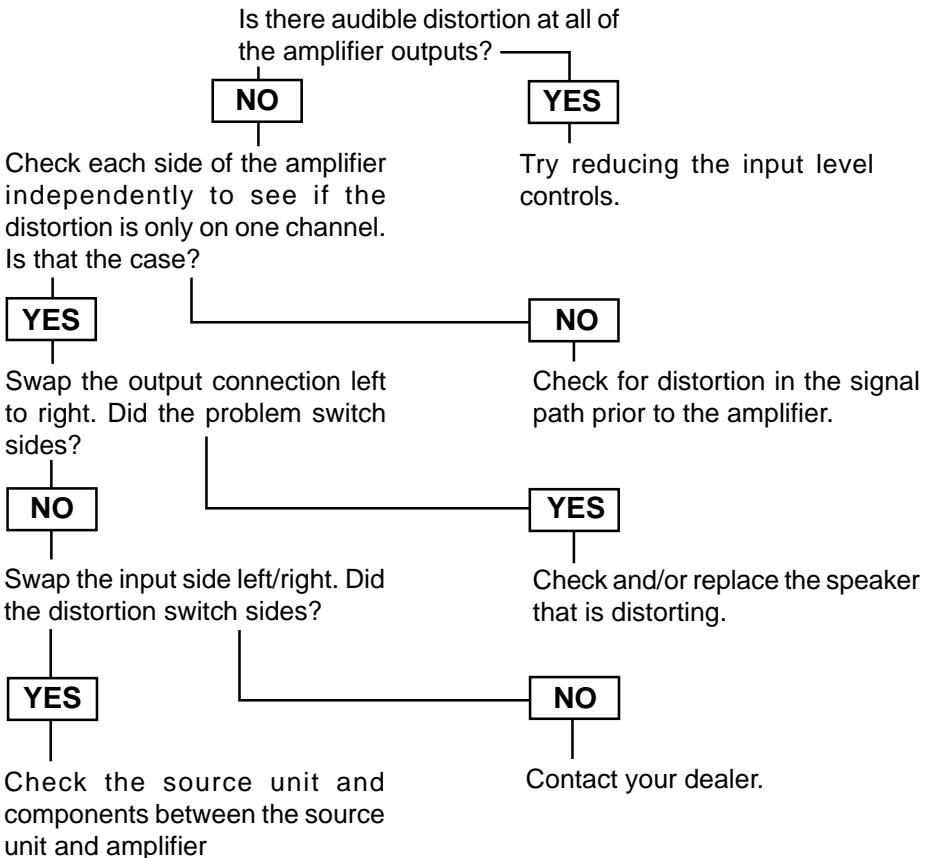 Is there audible distortion at all of
the amplifier outputs?
NO
YES
Check each side of the amplifier
independently to see if the
distortion is only on one channel.
Is that the case?
Try reducing the input level
controls.
YES
NO
Swap the output connection left
to right. Did the problem switch
sides?
Check for distortion in the signal
path prior to the amplifier.
NO
YES
Swap the input side left/right. Did
the distortion switch sides?
Check and/or replace the speaker
that is distorting.
YES
NO
Check the source unit and
components between the source
unit and amplifier
Contact your dealer.